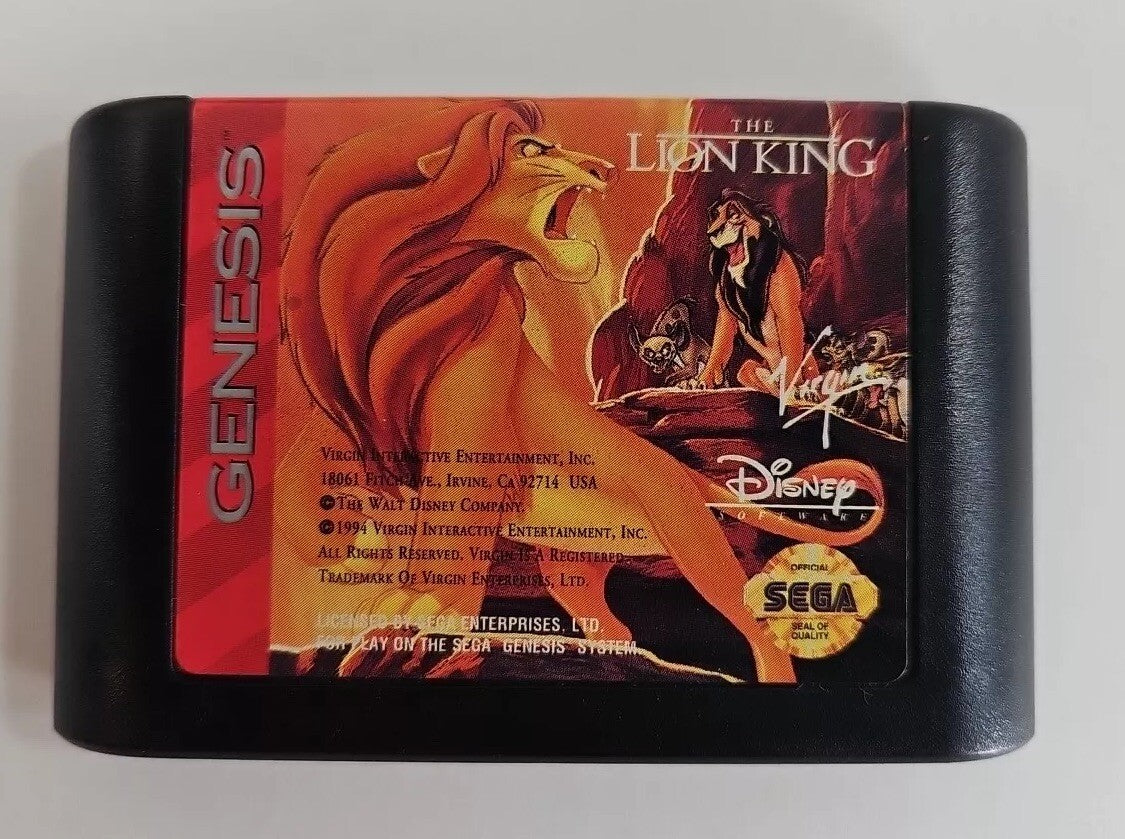 GENESIS™
THE
LION KING
Virgin
VIRGIN INTERACTIVE ENTERTAINMENT, INC.
18061 FITCH AVE., IRVINE, CA 92714 USA
© THE WALT DISNEY COMPANY.
© 1994 VIRGIN INTERACTIVE ENTERTAINMENT, INC.
ALL RIGHTS RESERVED. VIRGIN IS A REGISTERED
TRADEMARK OF VIRGIN ENTERPRISES, LTD.
LICENSED BY SEGA ENTERPRISES, LTD.
FOR PLAY ON THE SEGA GENESIS SYSTEM.
DISNEY
SOFTWARE
OFFICIAL
SEGA
SEAL OF
QUALITY